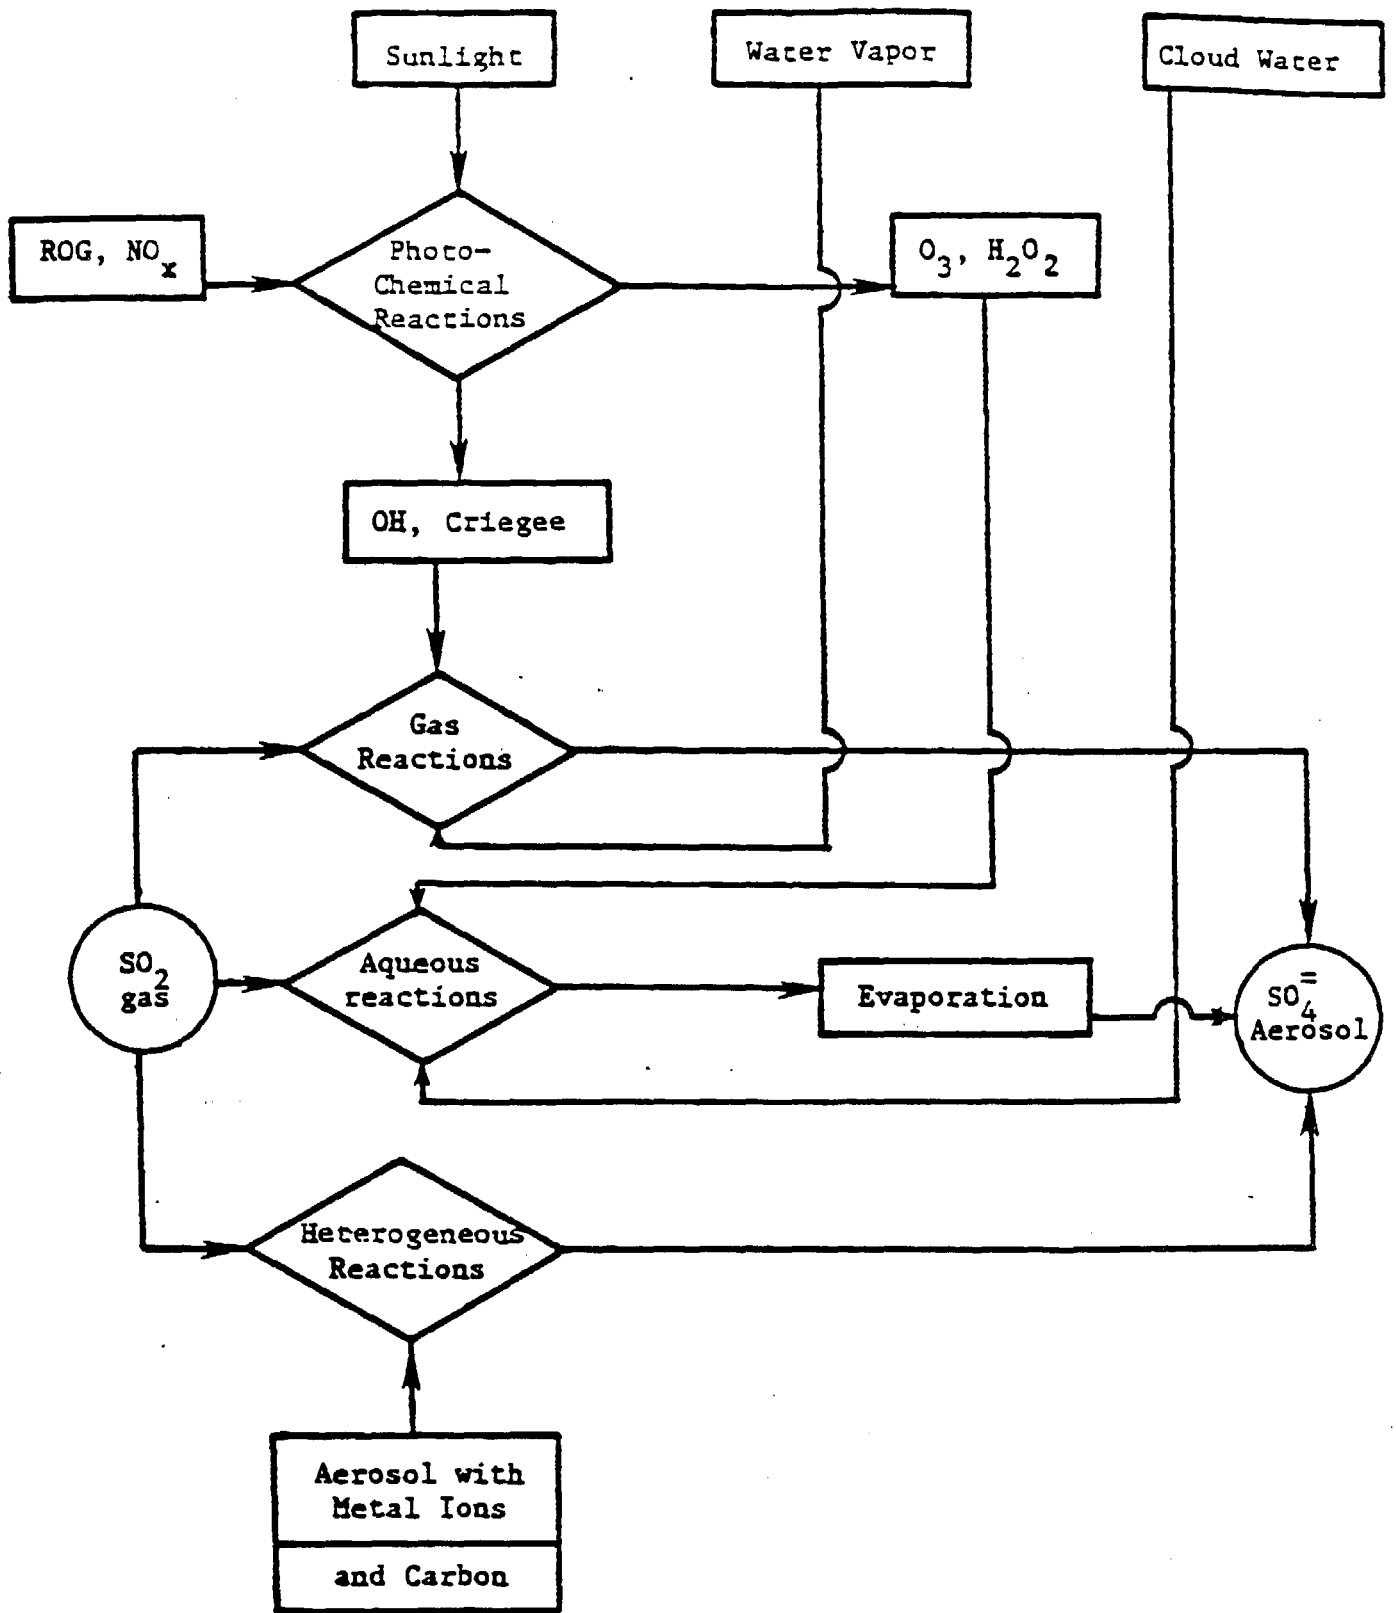 Sunlight
Water Vapor
Cloud Water
ROG, NOx
Photo-
Chemical
Reactions
O3, H2O2
OH, Criegee
Gas
Reactions
SO2
gas
Aqueous
reactions
Evaporation
SO4=
Aerosol
Heterogeneous
Reactions
Aerosol with
Metal Ions
and Carbon